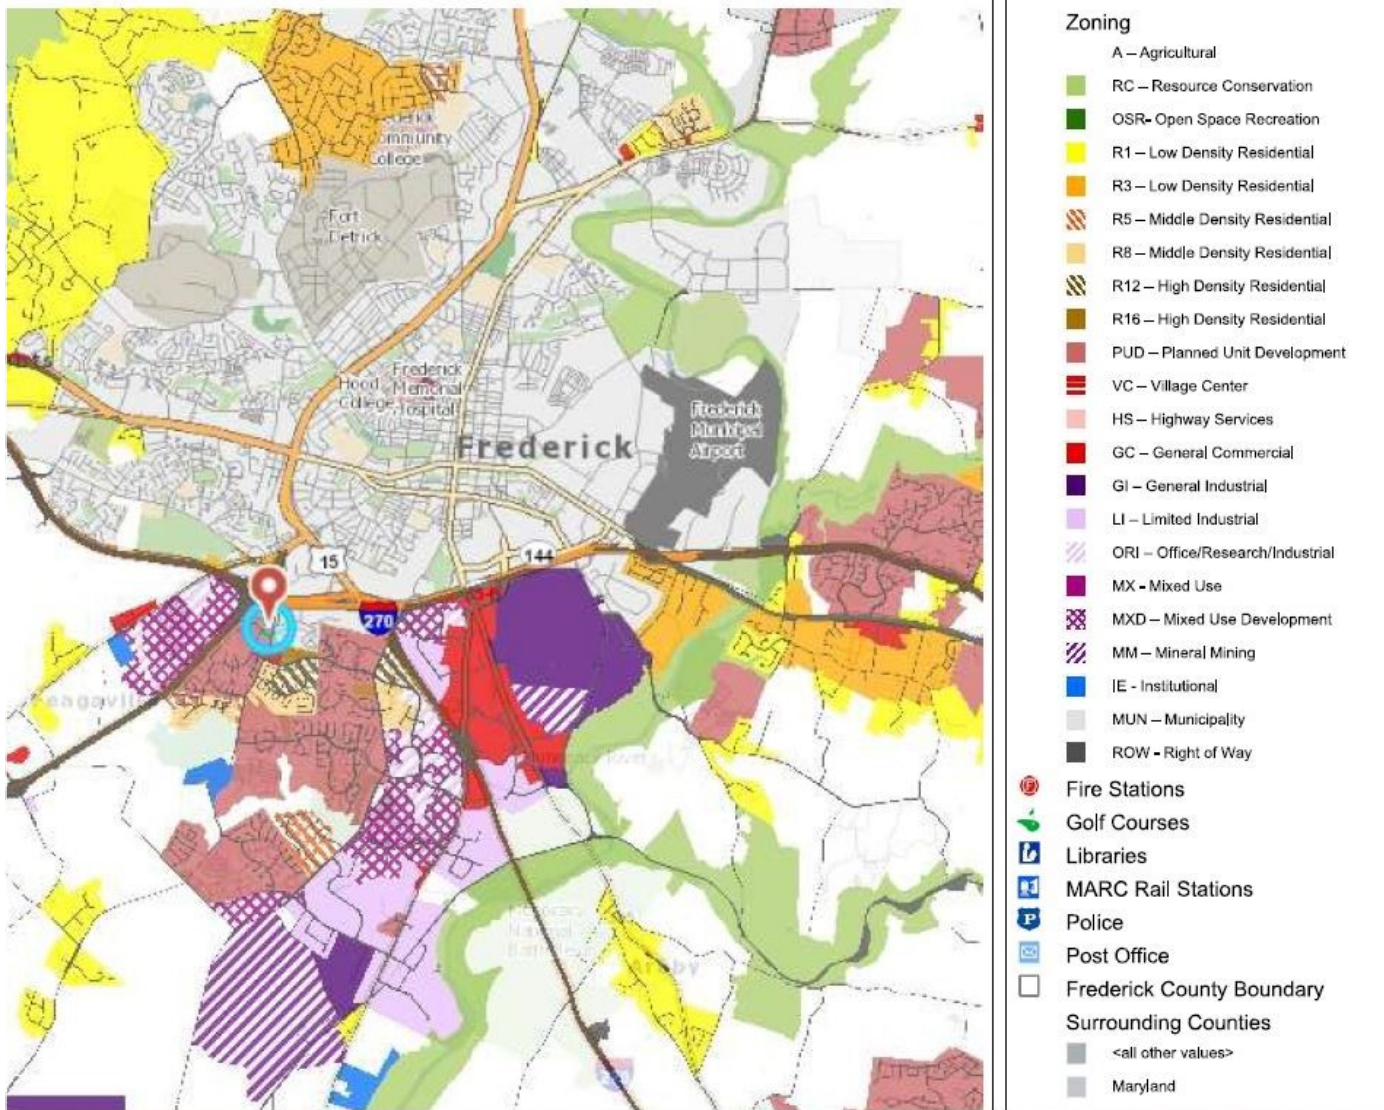 Community
College
Fort
Detrick
Frederick
Hood Memorial
College Hospital
Frederick
Frederick
Municipal
Airport
15
144
270
Zoning
A – Agricultural
RC – Resource Conservation
OSR- Open Space Recreation
R1 – Low Density Residential
R3 – Low Density Residential
R5 – Middle Density Residential
R8 – Middle Density Residential
R12 – High Density Residential
R16 – High Density Residential
PUD – Planned Unit Development
VC – Village Center
HS – Highway Services
GC – General Commercial
GI – General Industrial
LI – Limited Industrial
ORI – Office/Research/Industrial
MX - Mixed Use
MXD – Mixed Use Development
MM – Mineral Mining
IE - Institutional
MUN – Municipality
ROW - Right of Way
Fire Stations
Golf Courses
Libraries
MARC Rail Stations
Police
Post Office
Frederick County Boundary
Surrounding Counties
<all other values>
Maryland